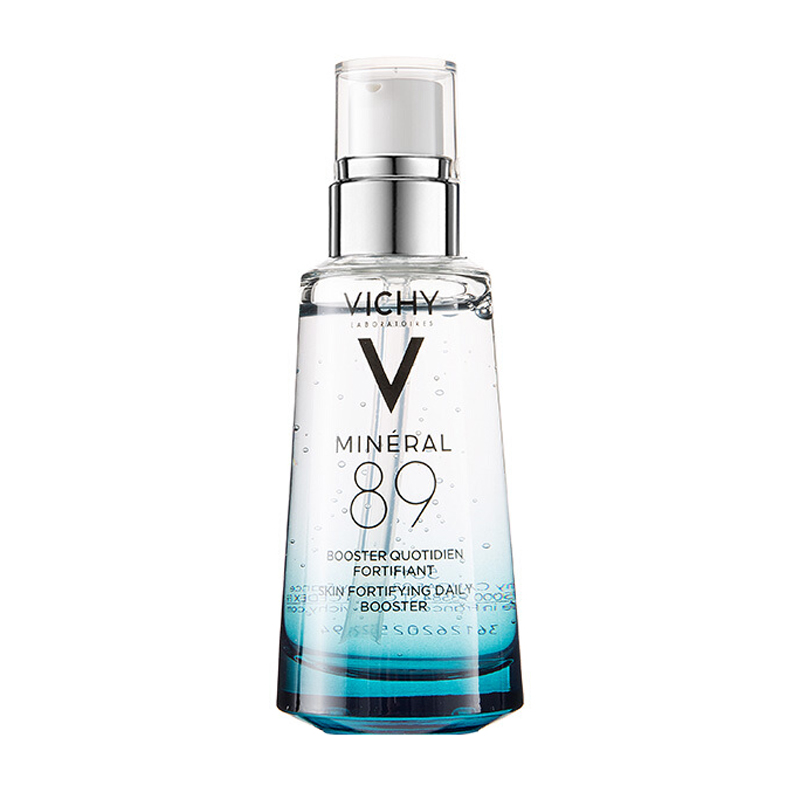 VICHY
LABORATOIRES
V
MINÉRAL
89
BOOSTER QUOTIDIEN
FORTIFIANT
SKIN FORTIFYING DAILY
BOOSTER